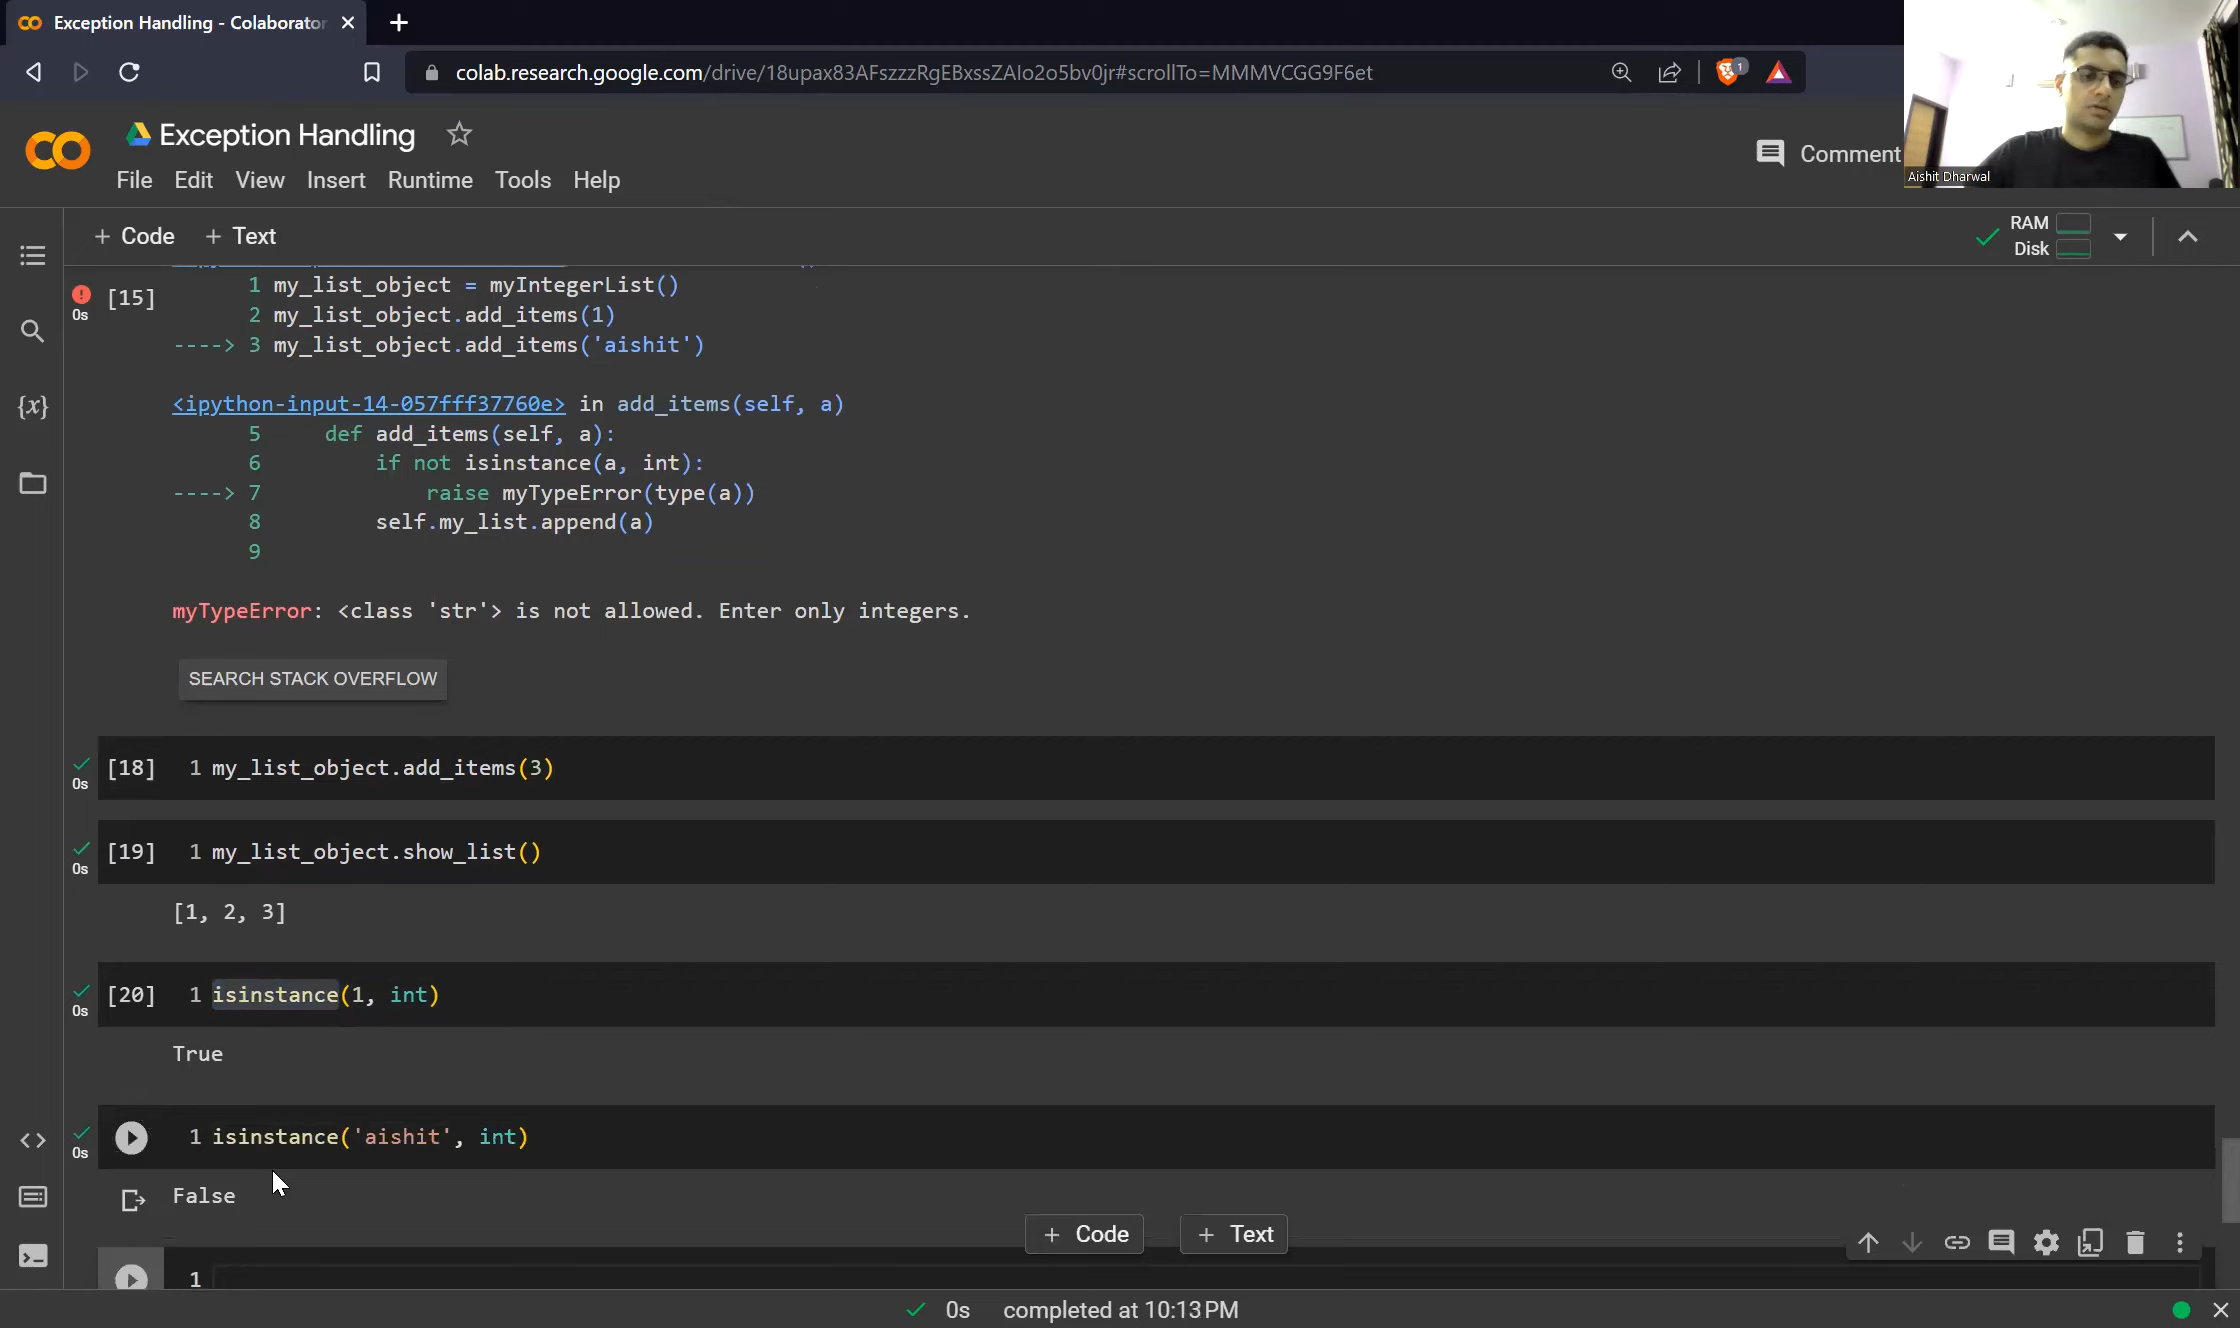 Exception Handling - Colaborator
colab.research.google.com/drive/18upax83AFszzzRgEBxssZAIo2o5bv0jr#scrollTo=MMMVCGG9F6et
1
Exception Handling
File Edit View Insert Runtime Tools Help
Comment
Aishit Dharwal
+ Code + Text
RAM
Disk
0s [15]
1 my_list_object = myIntegerList()
2 my_list_object.add_items(1)
----> 3 my_list_object.add_items('aishit')
<ipython-input-14-057fff37760e> in add_items(self, a)
5 def add_items(self, a):
6 if not isinstance(a, int):
----> 7 raise myTypeError(type(a))
8 self.my_list.append(a)
9
myTypeError: <class 'str'> is not allowed. Enter only integers.
SEARCH STACK OVERFLOW
0s [18] 1 my_list_object.add_items(3)
0s [19] 1 my_list_object.show_list()
[1, 2, 3]
0s [20] 1 isinstance(1, int)
True
0s 1 isinstance('aishit', int)
False
+ Code + Text
1
0s completed at 10:13 PM